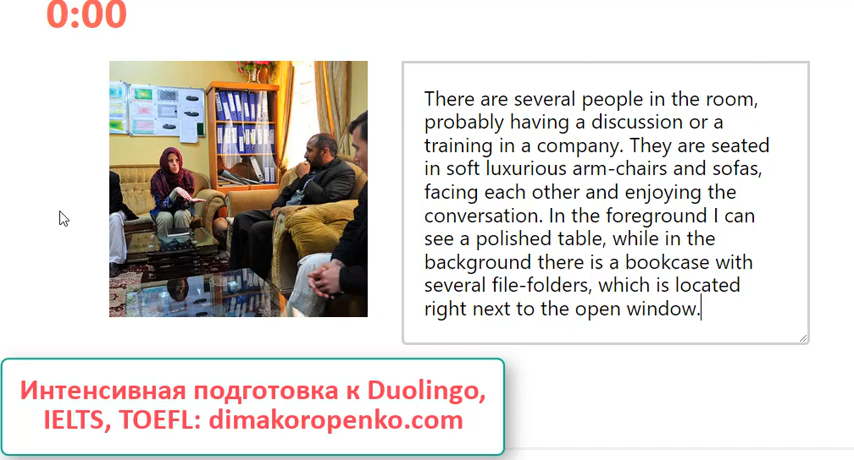 0:00
There are several people in the room,
probably having a discussion or a
training in a company. They are seated
in soft luxurious arm-chairs and sofas,
facing each other and enjoying the
conversation. In the foreground I can
see a polished table, while in the
background there is a bookcase with
several file-folders, which is located
right next to the open window.
Интенсивная подготовка к Duolingo,
IELTS, TOEFL: dimakoropenko.com